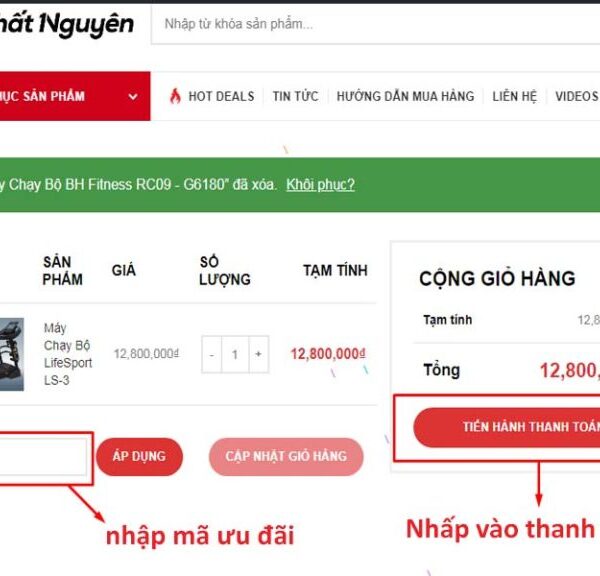 hất 1Nguyên
Nhập từ khóa sản phẩm...
ỤC SẢN PHẨM
HOT DEALS
TIN TỨC
HƯỚNG DẪN MUA HÀNG
LIÊN HỆ
VIDEOS
y Chạy Bộ BH Fitness RC09 - G6180" đã xóa. Khôi phục?
SẢN
PHẨM
GIÁ
SỐ
LƯỢNG
TẠM TÍNH
Máy
Chạy Bộ
LifeSport
LS-3
12,800,000₫
- 1 +
12,800,000₫
ÁP DỤNG
CẬP NHẬT GIỎ HÀNG
nhập mã ưu đãi
CỘNG GIỎ HÀNG
Tạm tính
12,8
Tổng
12,800,
TIẾN HÀNH THANH TOÁN
Nhấp vào thanh